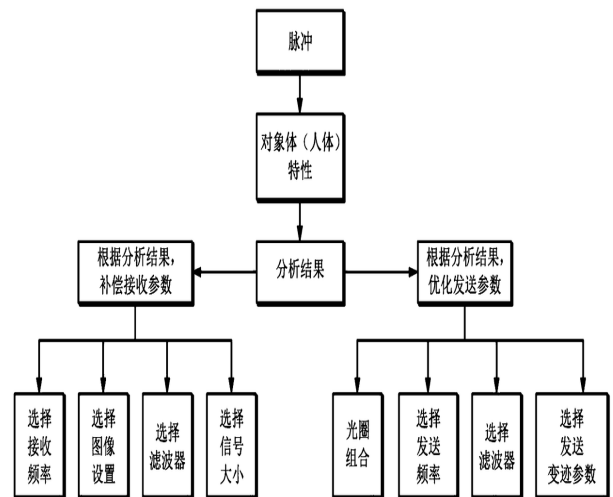 脉冲
对象体（人体）
特性
根据分析结果，
补偿接收参数
分析结果
根据分析结果，
优化发送参数
选择
接收
频率
选择
图像
设置
选择
滤波器
选择
信号
大小
光圈
组合
选择
发送
频率
选择
滤波器
选择
发送
变迹参数